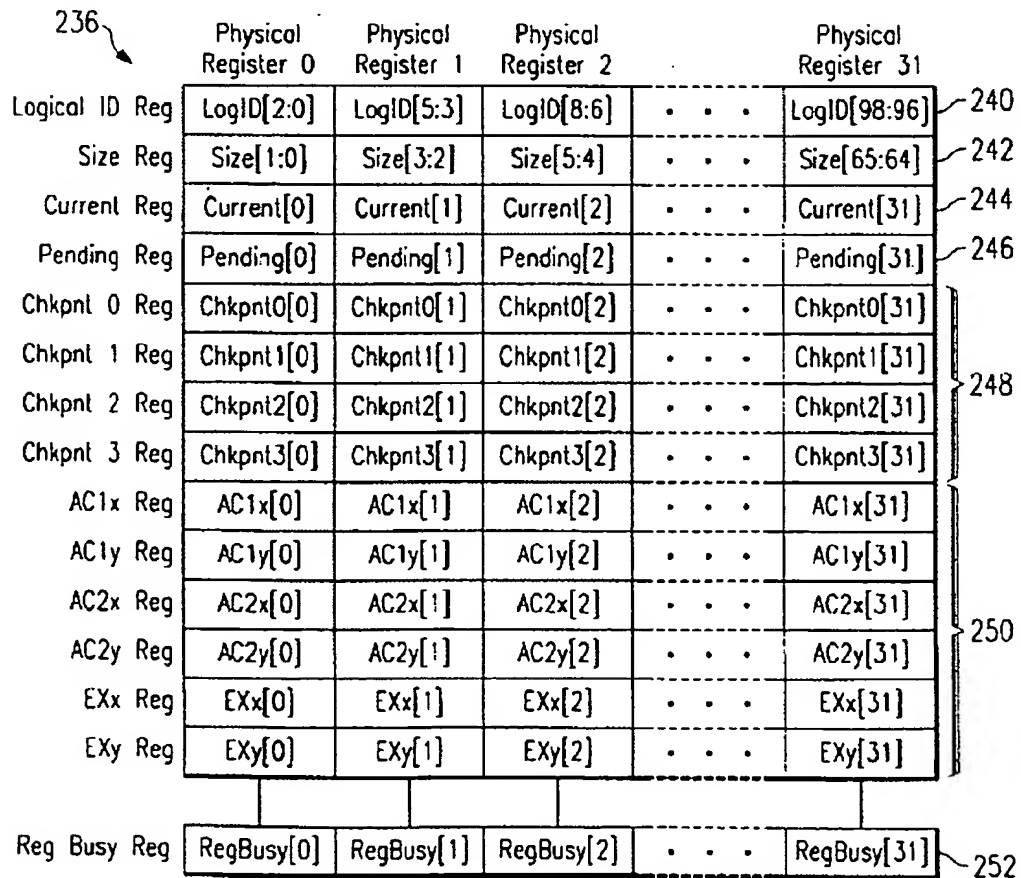 236
Physical Register 0 Physical Register 1 Physical Register 2 Physical Register 31
Logical ID Reg LogID[2:0] LogID[5:3] LogID[8:6] . . . LogID[98:96] 240
Size Reg Size[1:0] Size[3:2] Size[5:4] . . . Size[65:64] 242
Current Reg Current[0] Current[1] Current[2] . . . Current[31] 244
Pending Reg Pending[0] Pending[1] Pending[2] . . . Pending[31] 246
Chkpnt 0 Reg Chkpnt0[0] Chkpnt0[1] Chkpnt0[2] . . . Chkpnt0[31]
Chkpnt 1 Reg Chkpnt1[0] Chkpnt1[1] Chkpnt1[2] . . . Chkpnt1[31]
248
Chkpnt 2 Reg Chkpnt2[0] Chkpnt2[1] Chkpnt2[2] . . . Chkpnt2[31]
Chkpnt 3 Reg Chkpnt3[0] Chkpnt3[1] Chkpnt3[2] . . . Chkpnt3[31]
AC1x Reg AC1x[0] AC1x[1] AC1x[2] . . . AC1x[31]
AC1y Reg AC1y[0] AC1y[1] AC1y[2] . . . AC1y[31]
AC2x Reg AC2x[0] AC2x[1] AC2x[2] . . . AC2x[31]
250
AC2y Reg AC2y[0] AC2y[1] AC2y[2] . . . AC2y[31]
EXx Reg EXx[0] EXx[1] EXx[2] . . . EXx[31]
EXy Reg EXy[0] EXy[1] EXy[2] . . . EXy[31]
Reg Busy Reg RegBusy[0] RegBusy[1] RegBusy[2] . . . RegBusy[31] 252